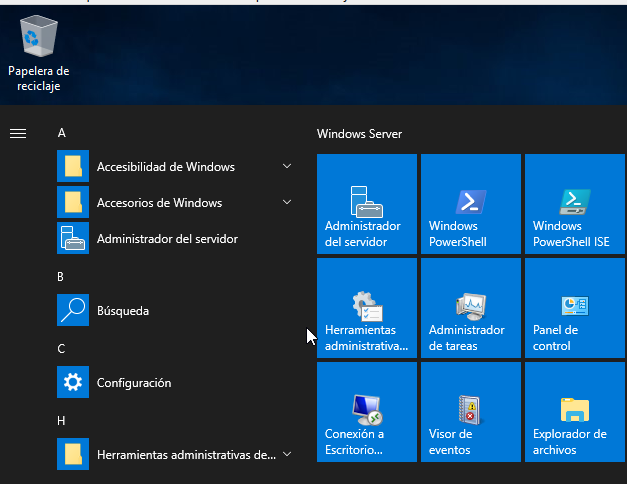 Papelera de
reciclaje
A
Accesibilidad de Windows
Accesorios de Windows
Administrador del servidor
B
Búsqueda
C
Configuración
H
Herramientas administrativas de...
Windows Server
Administrador
del servidor
Windows
PowerShell
Windows
PowerShell ISE
Herramientas
administrativa...
Administrador
de tareas
Panel de
control
Conexión a
Escritorio...
Visor de
eventos
Explorador de
archivos